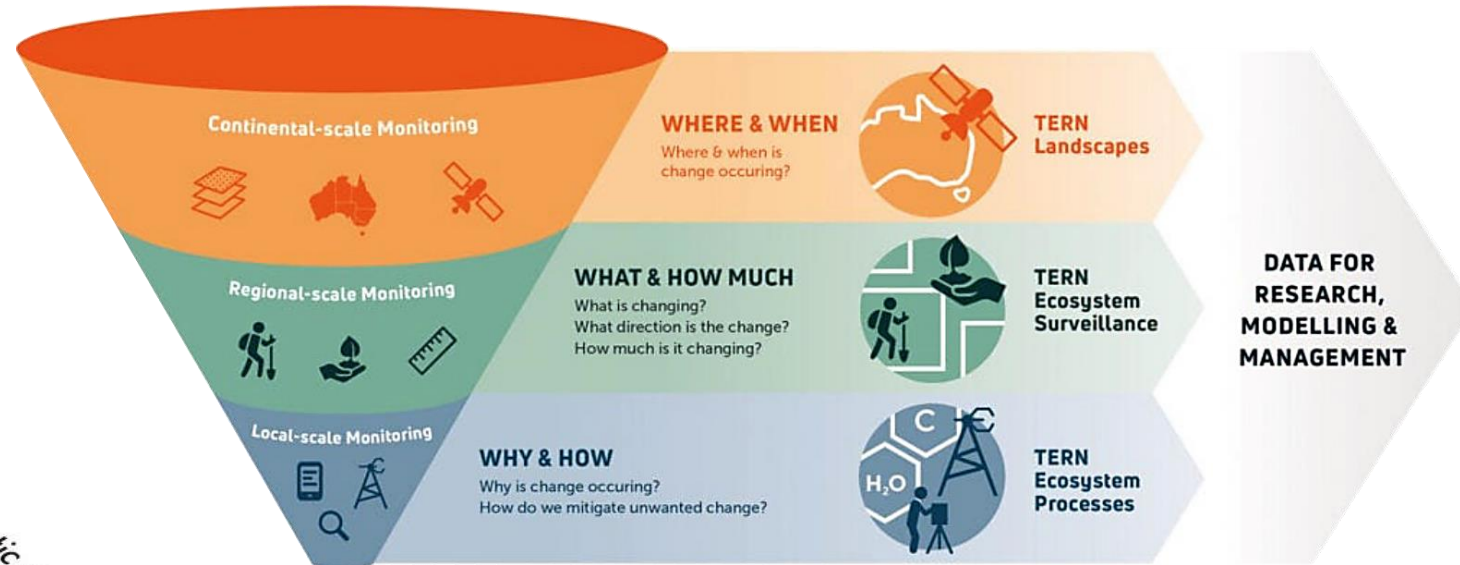 Continental-scale Monitoring
WHERE & WHEN
Where & when is
change occuring?
TERN
Landscapes
Regional-scale Monitoring
WHAT & HOW MUCH
What is changing?
What direction is the change?
How much is it changing?
TERN
Ecosystem
Surveillance
Local-scale Monitoring
WHY & HOW
Why is change occuring?
How do we mitigate unwanted change?
C
H₂O
TERN
Ecosystem
Processes
DATA FOR
RESEARCH,
MODELLING &
MANAGEMENT